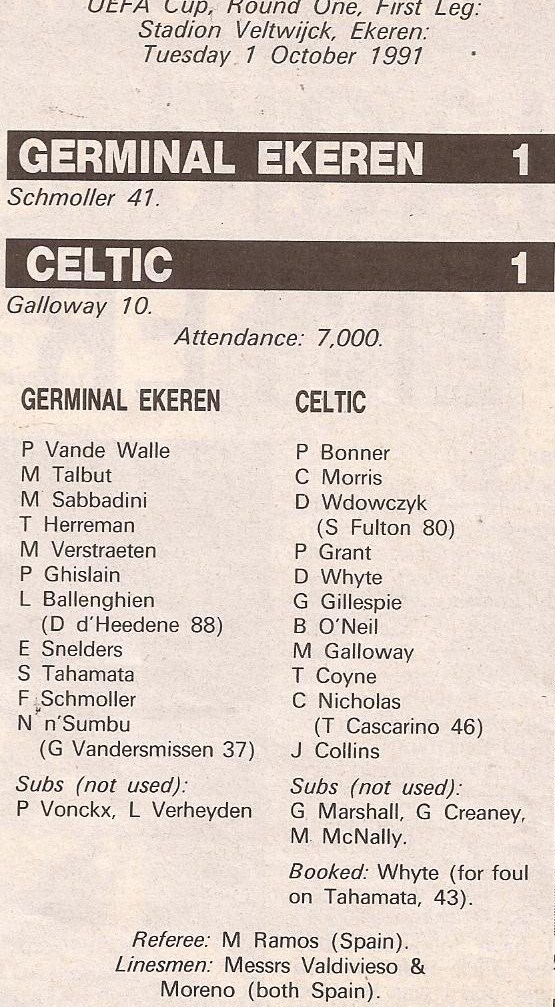 UEFA Cup, Round One, First Leg:
Stadion Veltwijck, Ekeren:
Tuesday 1 October 1991
GERMINAL EKEREN 1
Schmoller 41.
CELTIC 1
Galloway 10.
Attendance: 7,000.
GERMINAL EKEREN
P Vande Walle
M Talbut
M Sabbadini
T Herreman
M Verstraeten
P Ghislain
L Ballenghien
(D d'Heedene 88)
E Snelders
S Tahamata
F Schmoller
N n'Sumbu
(G Vandersmissen 37)
Subs (not used):
P Vonckx, L Verheyden
CELTIC
P Bonner
C Morris
D Wdowczyk
(S Fulton 80)
P Grant
D Whyte
G Gillespie
B O'Neil
M Galloway
T Coyne
C Nicholas
(T Cascarino 46)
J Collins
Subs (not used):
G Marshall, G Creaney,
M McNally.
Booked: Whyte (for foul
on Tahamata, 43).
Referee: M Ramos (Spain).
Linesmen: Messrs Valdivieso &
Moreno (both Spain).